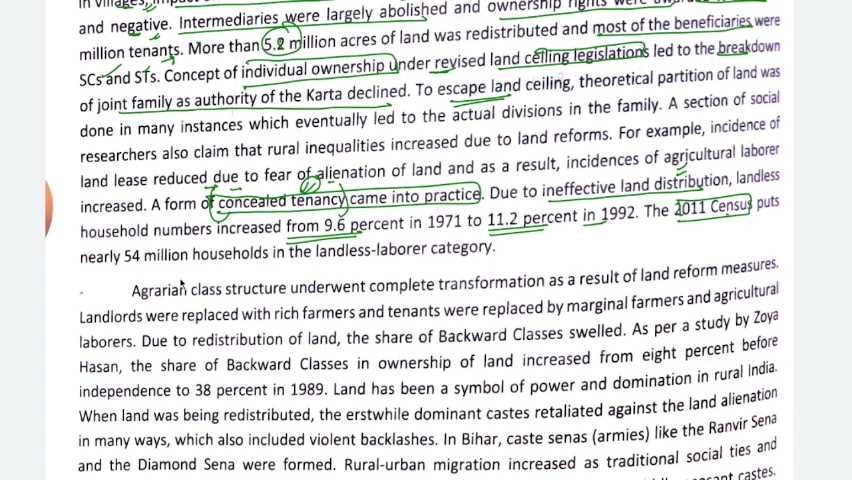 in villages, impact
and negative. Intermediaries were largely abolished and ownership rights were
million tenants. More than 5.2 million acres of land was redistributed and most of the beneficiaries were
SCs and STs. Concept of individual ownership under revised land ceiling legislations led to the breakdown
of joint family as authority of the Karta declined. To escape land ceiling, theoretical partition of land was
done in many instances which eventually led to the actual divisions in the family. A section of social
researchers also claim that rural inequalities increased due to land reforms. For example, incidence of
land lease reduced due to fear of alienation of land and as a result, incidences of agricultural laborer
increased. A form of concealed tenancy came into practice. Due to ineffective land distribution, landless
household numbers increased from 9.6 percent in 1971 to 11.2 percent in 1992. The 2011 Census puts
nearly 54 million households in the landless-laborer category.
Agrarian class structure underwent complete transformation as a result of land reform measures.
Landlords were replaced with rich farmers and tenants were replaced by marginal farmers and agricultural
laborers. Due to redistribution of land, the share of Backward Classes swelled. As per a study by Zoya
Hasan, the share of Backward Classes in ownership of land increased from eight percent before
independence to 38 percent in 1989. Land has been a symbol of power and domination in rural India.
When land was being redistributed, the erstwhile dominant castes retaliated against the land alienation
in many ways, which also included violent backlashes. In Bihar, caste senas (armies) like the Ranvir Sena
and the Diamond Sena were formed. Rural-urban migration increased as traditional social ties and
castes.